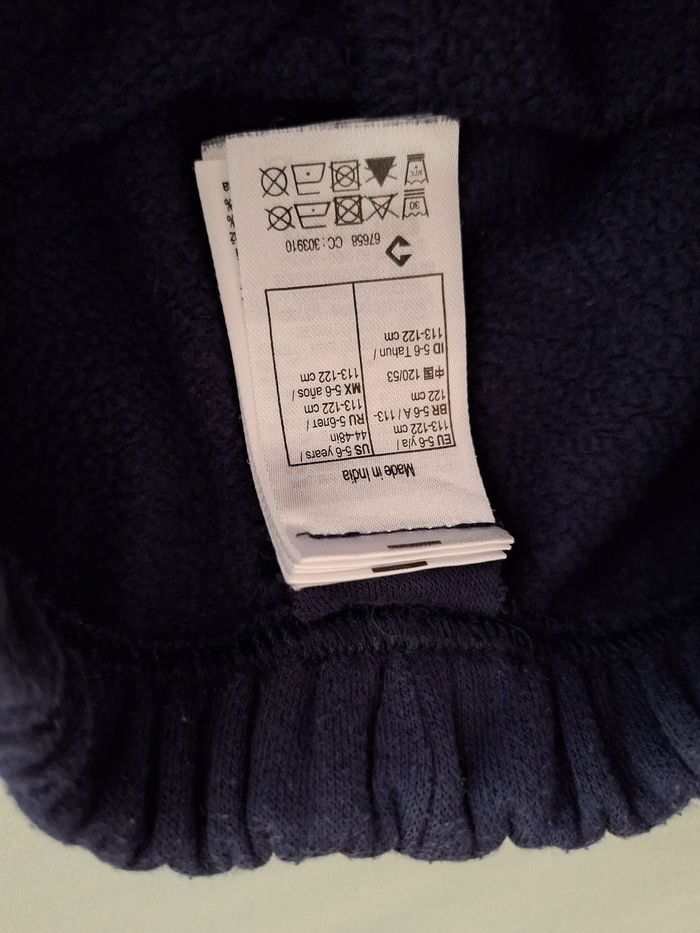 Made in India
EU 5-6 y/a /
113-122 cm
BR 5-6 A / 113-
122 cm
中国 120/53
ID 5-6 Tahun /
113-122 cm
US 5-6 years /
44-48in
RU 5-6лет /
113-122 cm
MX 5-6 años /
113-122 cm
67658 CC: 303910
30